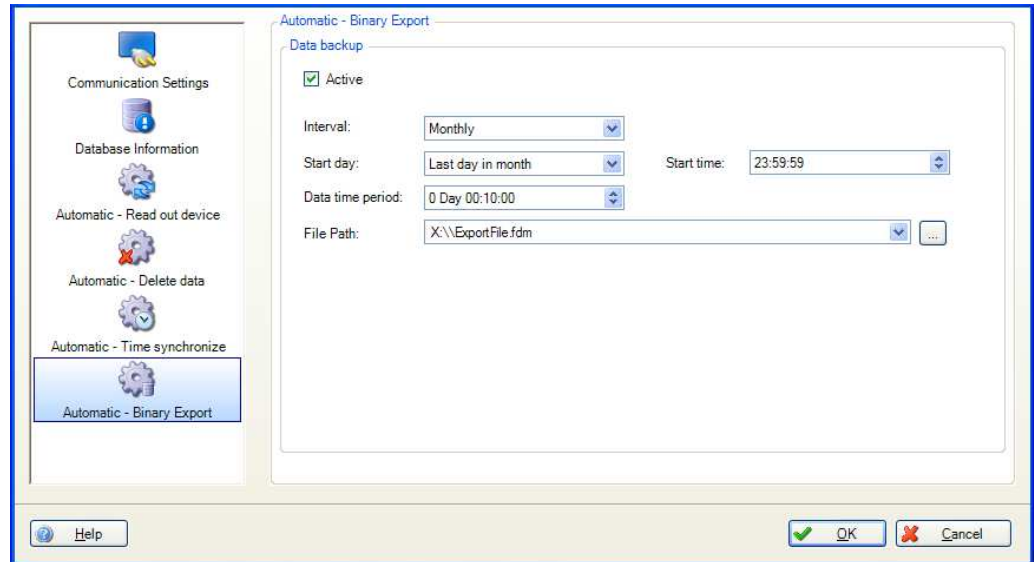 Communication Settings
Database Information
Automatic - Read out device
Automatic - Delete data
Automatic - Time synchronize
Automatic - Binary Export
Automatic - Binary Export
Data backup
Active
Interval: Monthly
Start day: Last day in month Start time: 23:59:59
Data time period: 0 Day 00:10:00
File Path: X:\\ExportFile.fdm ...
Help OK Cancel